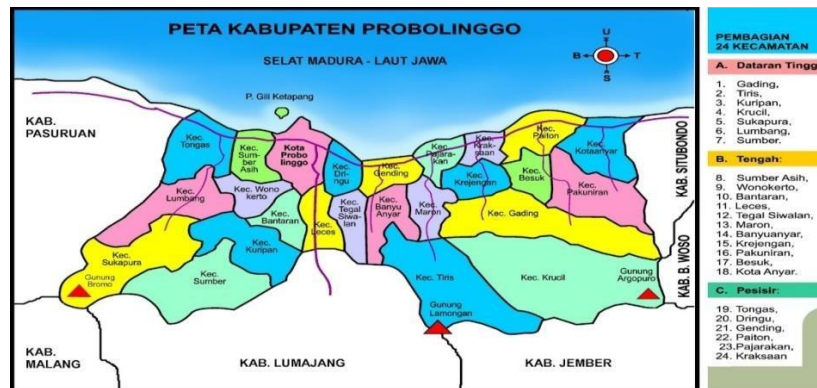 PETA KABUPATEN PROBOLINGGO
SELAT MADURA - LAUT JAWA
U
B
T
S
P. Gili Ketapang
KAB.
PASURUAN
Kec.
Tongas
Kec.
Sum-
ber
Asih
Kota
Probo
linggo
Kec.
Dri-
ngu
Kec.
Gending
Kec.
Pajara-
kan
Kec.
Krak-
saan
Kec.
Paiton
Kec.
Kotaanyar
KAB. SITUBONDO
Kec.
Lumbang
Kec. Wono
kerto
Kec.
Bantaran
Kec.
Leces
Kec.
Tegal
Siwa-
lan
Kec.
Banyu
Anyar
Kec.
Maron
Kec.
Krejengan
Kec.
Besuk
Kec.
Pakuniran
Kec. Gading
Kec.
Sukapura
Gunung
Bromo
Kec.
Kuripan
Kec.
Sumber
Kec. Tiris
Kec. Krucil
Gunung
Argopuro
Gunung
Lamongan
KAB. B. WOSO
KAB.
MALANG
KAB. LUMAJANG
KAB. JEMBER
PEMBAGIAN
24 KECAMATAN
A. Dataran Tingg
1. Gading,
2. Tiris,
3. Kuripan,
4. Krucil,
5. Sukapura,
6. Lumbang,
7. Sumber.
B. Tengah:
8. Sumber Asih,
9. Wonokerto,
10. Bantaran,
11. Leces,
12. Tegal Siwalan,
13. Maron,
14. Banyuanyar,
15. Krejengan,
16. Pakuniran,
17. Besuk,
18. Kota Anyar.
C. Pesisir:
19. Tongas,
20. Dringu,
21. Gending,
22. Paiton,
23.Pajarakan,
24. Kraksaan